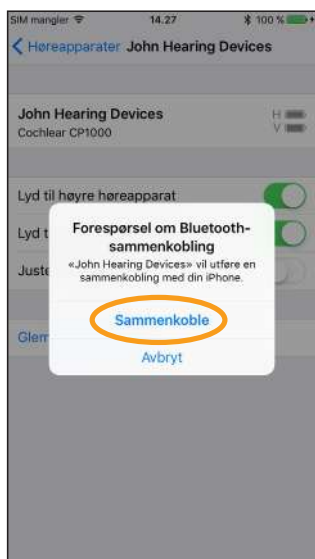 SIM mangler 14.27 100 %
Høreapparater John Hearing Devices
John Hearing Devices H
Cochlear CP1000 V
Lyd til høyre høreapparat
Lyd t
Forespørsel om Bluetooth-
sammenkobling
Juste
«John Hearing Devices» vil utføre en
sammenkobling med din iPhone.
Sammenkoble
Glem
Avbryt